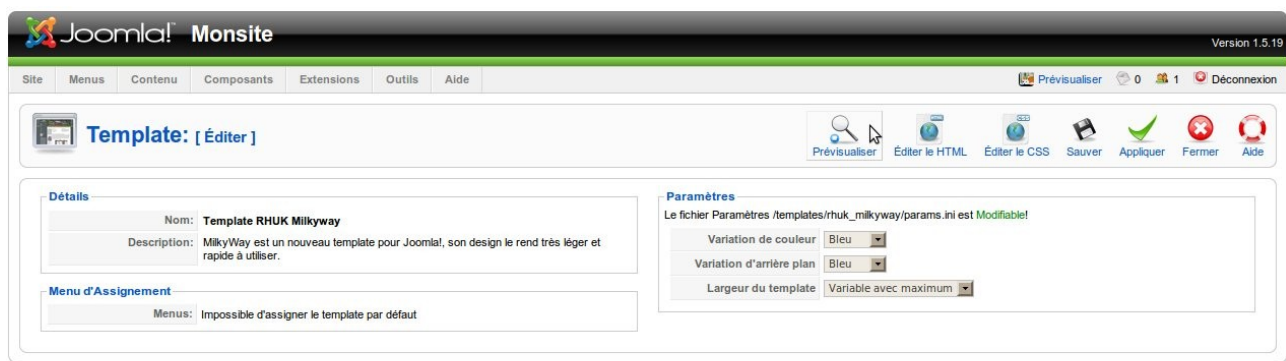 Joomla! Monsite
Version 1.5.19
Site Menus Contenu Composants Extensions Outils Aide Prévisualiser 0 1 Déconnexion
Template: [ Éditer ]
Prévisualiser Éditer le HTML Éditer le CSS Sauver Appliquer Fermer Aide
Détails
Nom: Template RHUK Milkyway
Description: MilkyWay est un nouveau template pour Joomla!, son design le rend très léger et
rapide à utiliser.
Menu d'Assignement
Menus: Impossible d'assigner le template par défaut
Paramètres
Le fichier Paramètres /templates/rhuk_milkyway/params.ini est Modifiable!
Variation de couleur Bleu
Variation d'arrière plan Bleu
Largeur du template Variable avec maximum